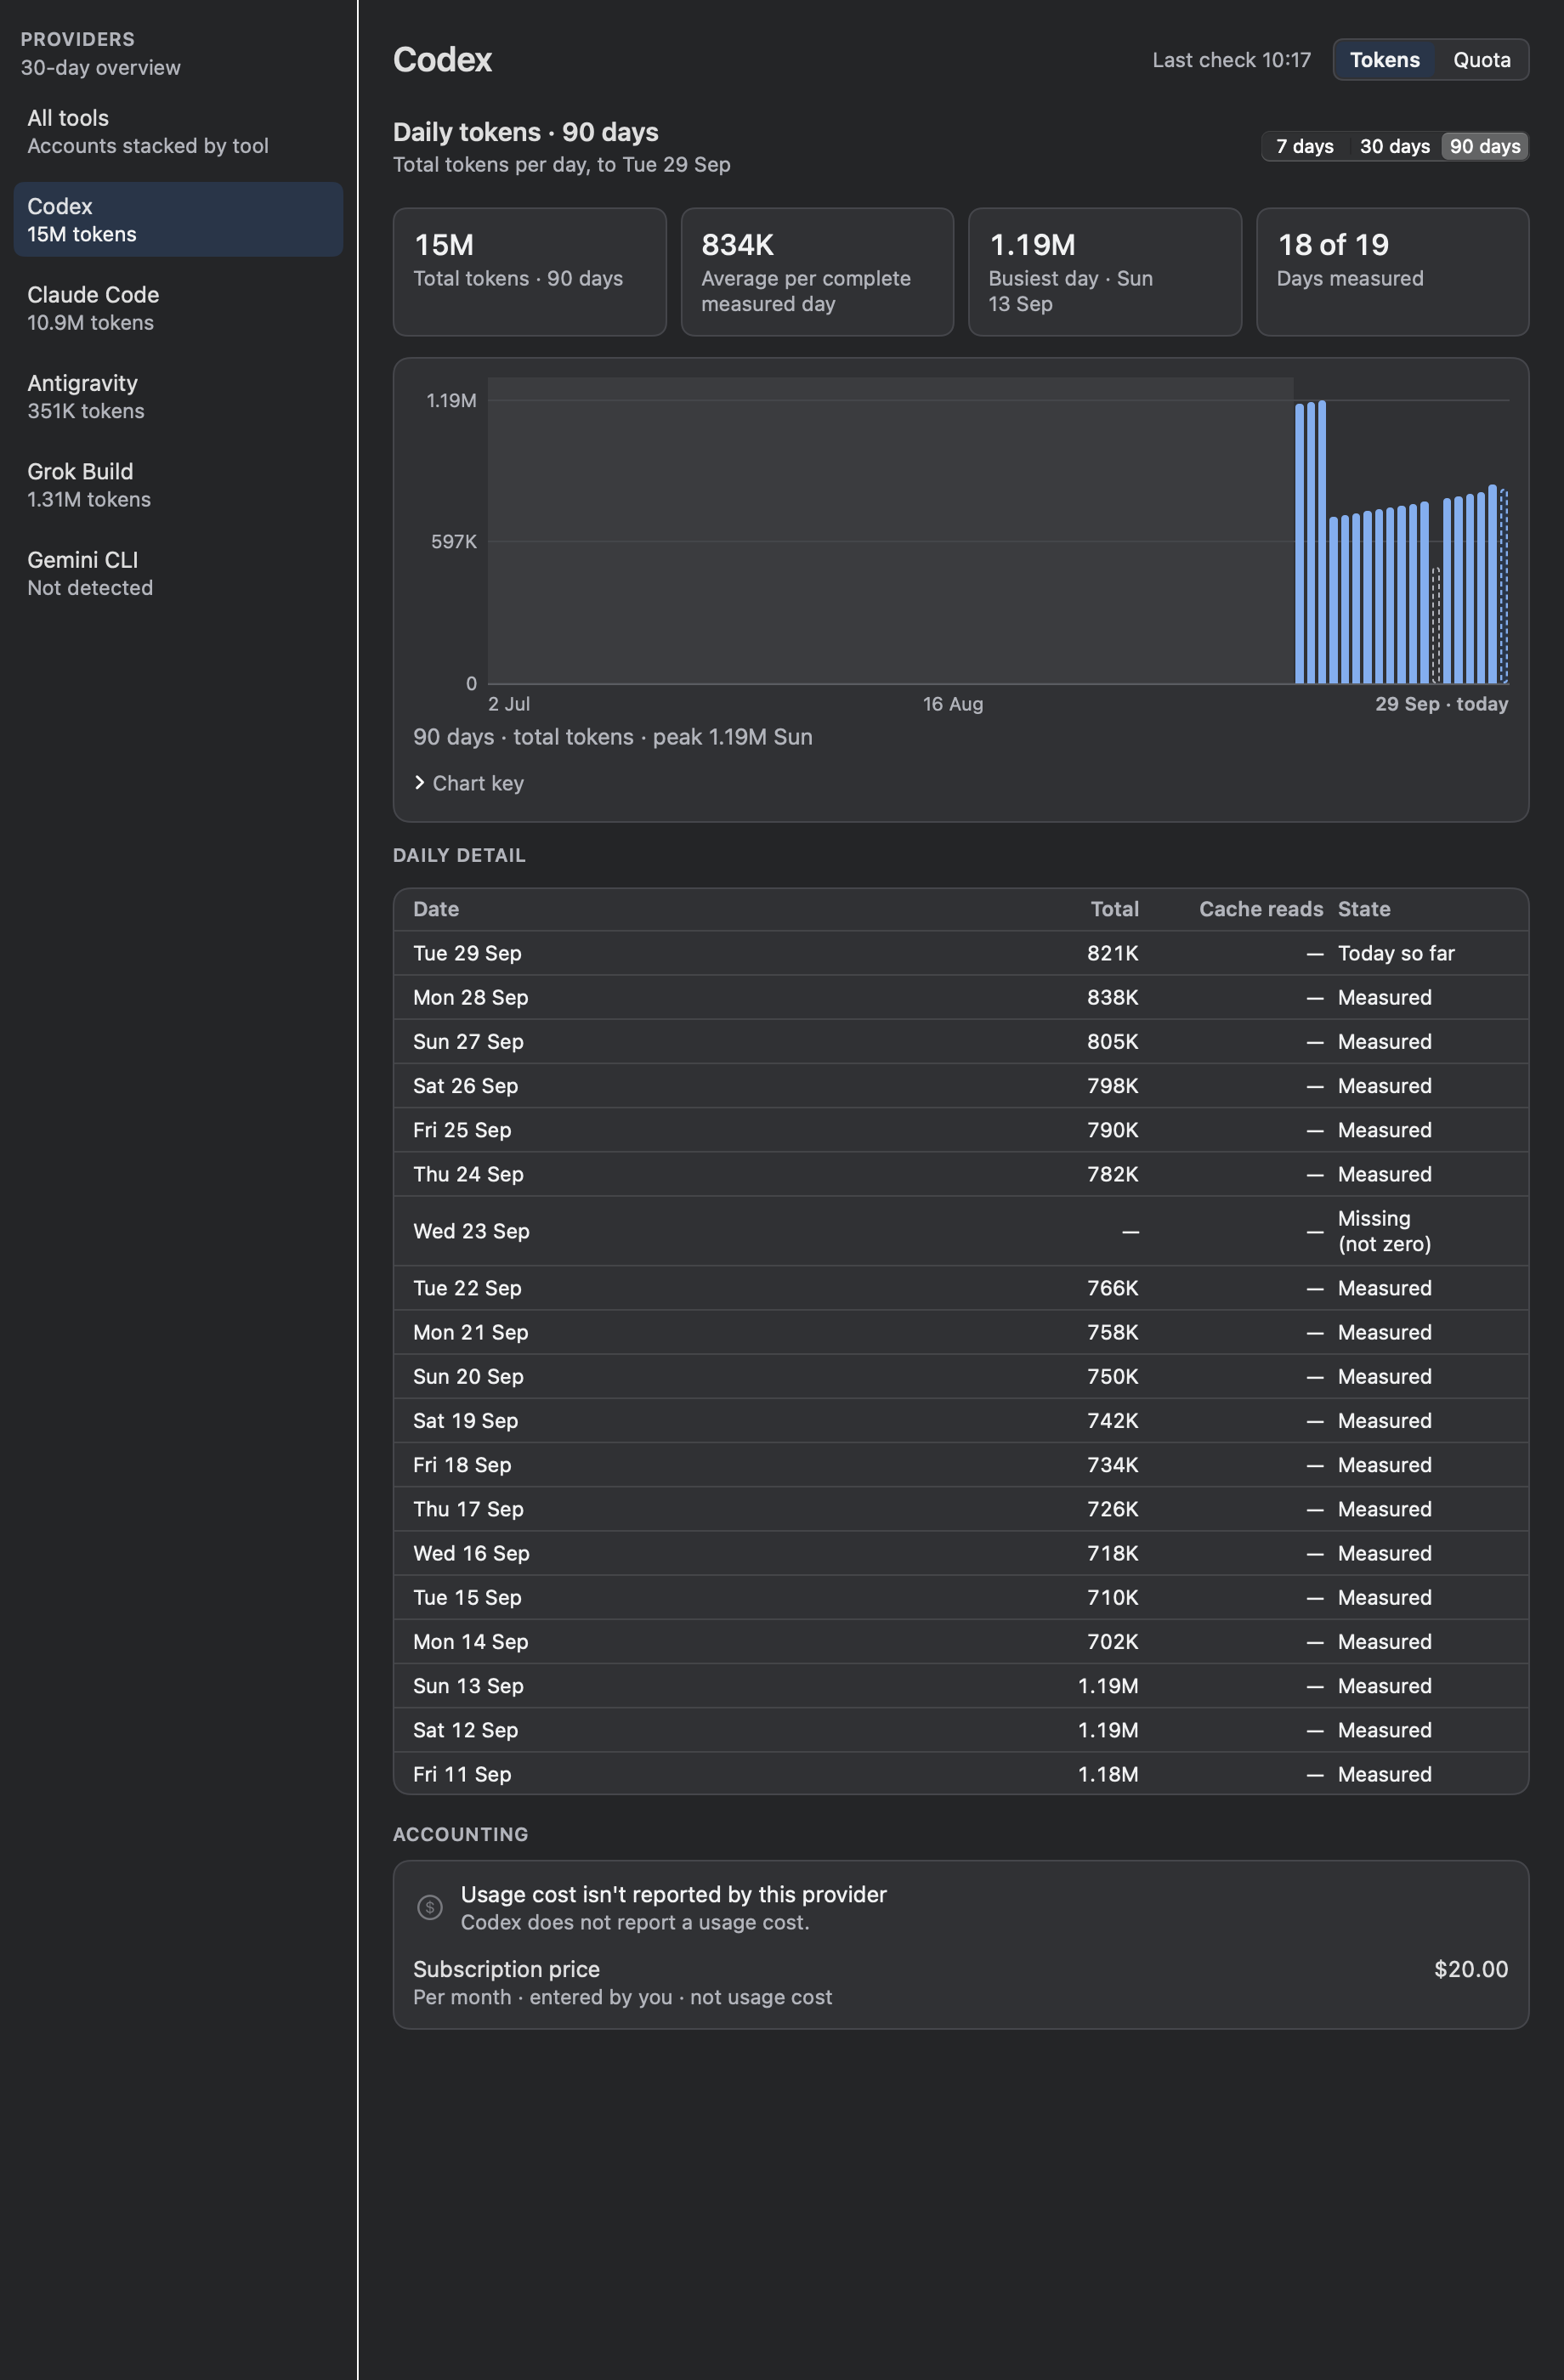 PROVIDERS
30-day overview
All tools
Accounts stacked by tool
Codex
15M tokens
Claude Code
10.9M tokens
Antigravity
351K tokens
Grok Build
1.31M tokens
Gemini CLI
Not detected
Codex
Last check 10:17
Tokens Quota
Daily tokens · 90 days
Total tokens per day, to Tue 29 Sep
7 days 30 days 90 days
15M
Total tokens · 90 days
834K
Average per complete
measured day
1.19M
Busiest day · Sun
13 Sep
18 of 19
Days measured
1.19M
597K
0
2 Jul 16 Aug 29 Sep · today
90 days · total tokens · peak 1.19M Sun
Chart key
DAILY DETAIL
Date Total Cache reads State
Tue 29 Sep 821K — Today so far
Mon 28 Sep 838K — Measured
Sun 27 Sep 805K — Measured
Sat 26 Sep 798K — Measured
Fri 25 Sep 790K — Measured
Thu 24 Sep 782K — Measured
Wed 23 Sep — — Missing
(not zero)
Tue 22 Sep 766K — Measured
Mon 21 Sep 758K — Measured
Sun 20 Sep 750K — Measured
Sat 19 Sep 742K — Measured
Fri 18 Sep 734K — Measured
Thu 17 Sep 726K — Measured
Wed 16 Sep 718K — Measured
Tue 15 Sep 710K — Measured
Mon 14 Sep 702K — Measured
Sun 13 Sep 1.19M — Measured
Sat 12 Sep 1.19M — Measured
Fri 11 Sep 1.18M — Measured
ACCOUNTING
$
Usage cost isn't reported by this provider
Codex does not report a usage cost.
Subscription price $20.00
Per month · entered by you · not usage cost